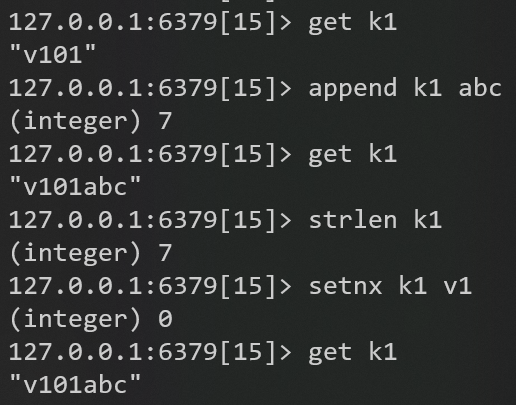 127.0.0.1:6379[15]> get k1
"v101"
127.0.0.1:6379[15]> append k1 abc
(integer) 7
127.0.0.1:6379[15]> get k1
"v101abc"
127.0.0.1:6379[15]> strlen k1
(integer) 7
127.0.0.1:6379[15]> setnx k1 v1
(integer) 0
127.0.0.1:6379[15]> get k1
"v101abc"